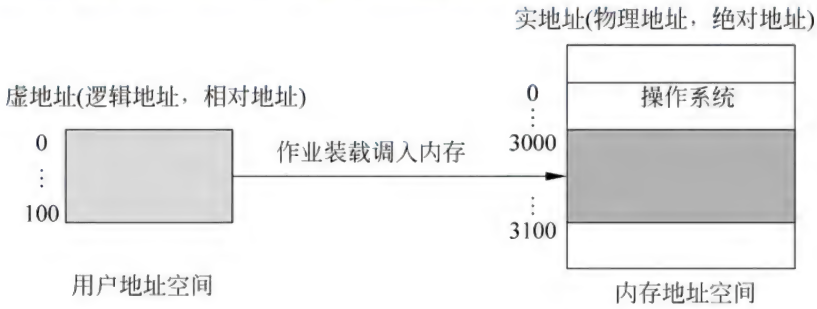 实地址(物理地址，绝对地址)
虚地址(逻辑地址，相对地址)
0
⋮
100
作业装载调入内存
0
⋮
3000
⋮
3100
操作系统
用户地址空间
内存地址空间